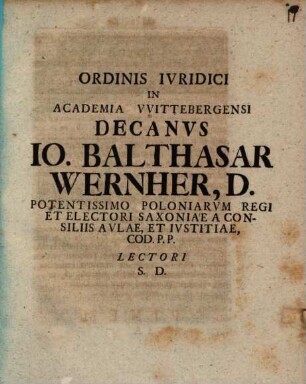 ORDINIS IVRIDICI
IN
ACADEMIA VVITTEBERGENSI
DECANVS
IO. BALTHASAR
WERNHER, D.
POTENTISSIMO POLONIARVM REGI
ET ELECTORI SAXONIAE A CON-
SILIIS AVLAE, ET IVSTITIAE,
COD. P. P.
LECTORI
S. D.